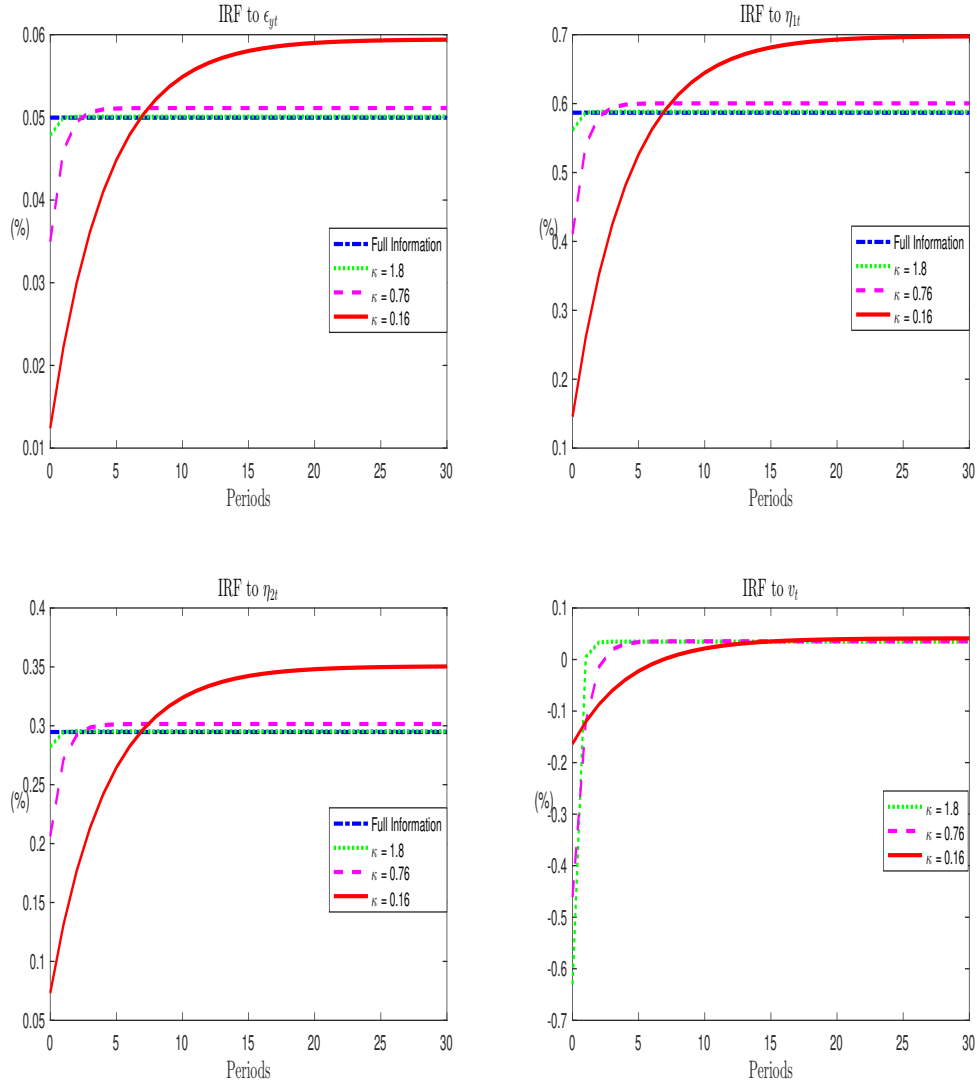 IRF to ϵyt
0.06
0.05
0.04
(%)
0.03
0.02
0.01
0 5 10 15 20 25 30
Periods
Full Information
κ = 1.8
κ = 0.76
κ = 0.16
IRF to η1t
0.7
0.6
0.5
0.4
(%)
0.3
0.2
0.1
0 5 10 15 20 25 30
Periods
Full Information
κ = 1.8
κ = 0.76
κ = 0.16
IRF to η2t
0.4
0.35
0.3
0.25
(%)
0.2
0.15
0.1
0.05
0 5 10 15 20 25 30
Periods
Full Information
κ = 1.8
κ = 0.76
κ = 0.16
IRF to vt
0.1
0
-0.1
-0.2
-0.3
(%)
-0.4
-0.5
-0.6
-0.7
0 5 10 15 20 25 30
Periods
κ = 1.8
κ = 0.76
κ = 0.16